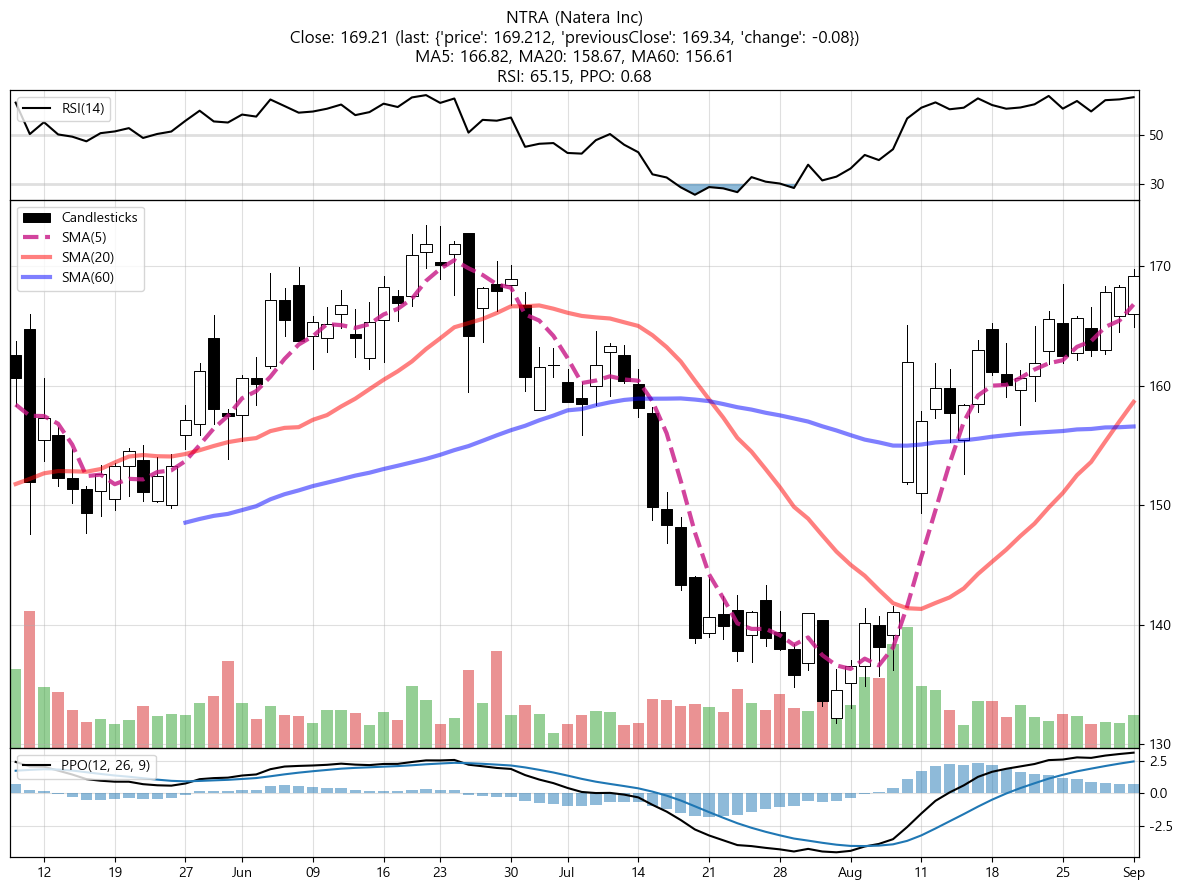 NTRA (Natera Inc)
Close: 169.21 (last: {'price': 169.212, 'previousClose': 169.34, 'change': -0.08})
MA5: 166.82, MA20: 158.67, MA60: 156.61
RSI: 65.15, PPO: 0.68
RSI(14)
50
30
Candlesticks
SMA(5)
SMA(20)
SMA(60)
170
160
150
140
130
PPO(12, 26, 9)
2.5
0.0
-2.5
12 19 27 Jun 09 16 23 30 Jul 14 21 28 Aug 11 18 25 Sep